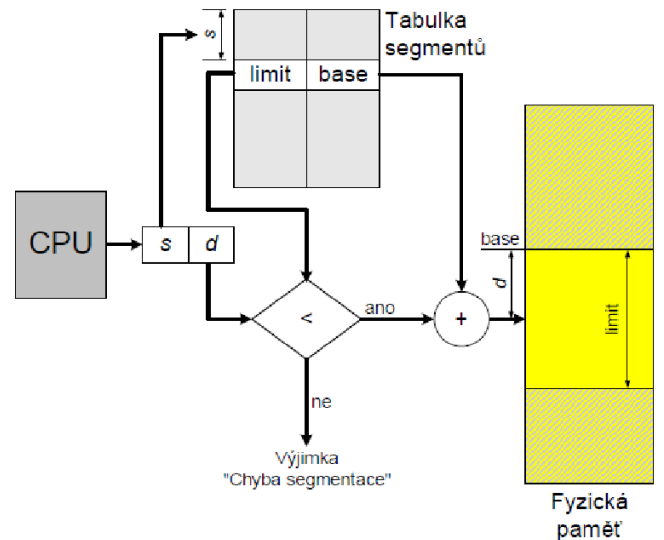 Tabulka
segmentů
s
limit base
CPU
s d
base
d
limit
<
ano
+
ne
Výjimka
"Chyba segmentace"
Fyzická
paměť